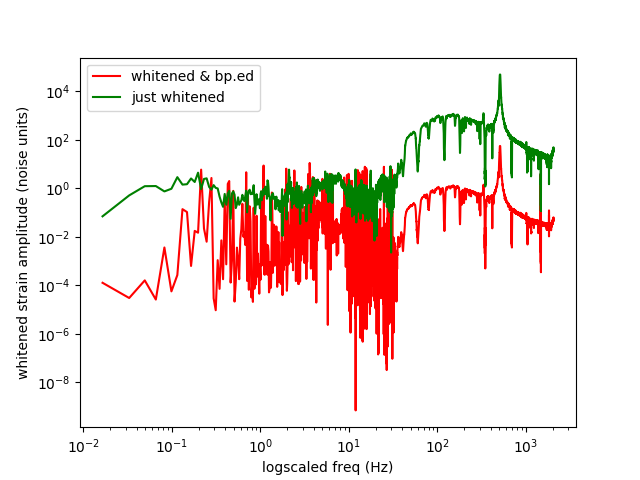 whitened & bp.ed
just whitened
10⁴
10²
10⁰
10⁻²
10⁻⁴
10⁻⁶
10⁻⁸
whitened strain amplitude (noise units)
10⁻² 10⁻¹ 10⁰ 10¹ 10² 10³
logscaled freq (Hz)